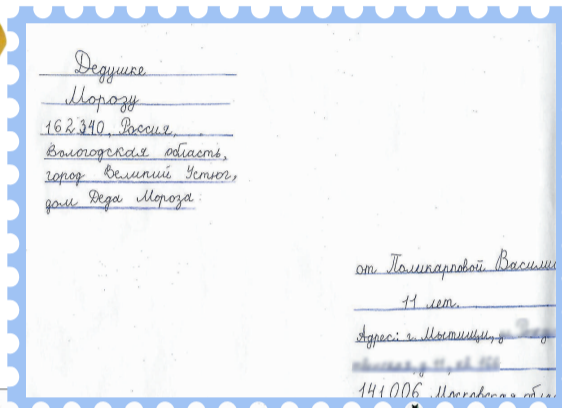 Дедушке
Морозу
162340, Россия,
Вологодская область,
город Великий Устюг,
дом Деда Мороза.
от Поликарповой
11 лет.
Адрес: г. Мытищи,
141006 Московская